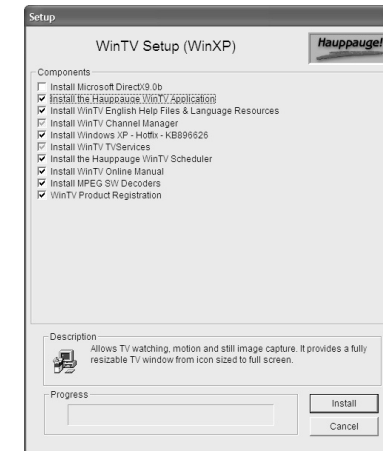 Setup
WinTV Setup (WinXP)
Hauppauge!
Components
Install Microsoft DirectX9.0b
Install the Hauppauge WinTV Application
Install WinTV English Help Files & Language Resources
Install WinTV Channel Manager
Install Windows XP - Hotfix - KB896626
Install WinTV TVServices
Install the Hauppauge WinTV Scheduler
Install WinTV Online Manual
Install MPEG SW Decoders
WinTV Product Registration
Description
Allows TV watching, motion and still image capture. It provides a fully
resizable TV window from icon sized to full screen.
Progress
Install
Cancel